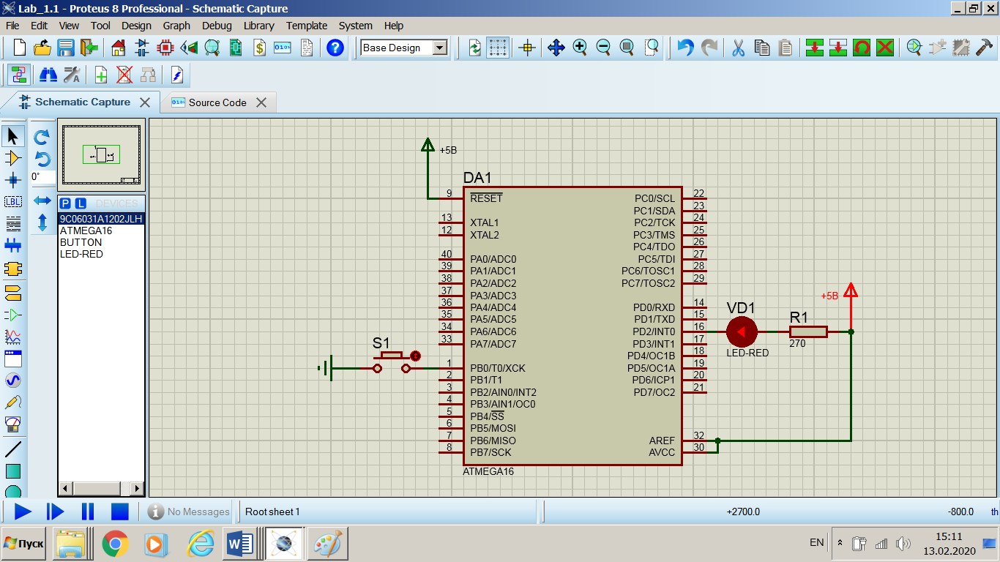 Lab_1.1 - Proteus 8 Professional - Schematic Capture
File Edit View Tool Design Graph Debug Library Template System Help
Base Design
Schematic Capture
Source Code
0°
LBL
P L DEVICES
9C06031A1202JLH
ATMEGA16
BUTTON
LED-RED
+5B
DA1
9 RESET
13 XTAL1
12 XTAL2
40 PA0/ADC0
39 PA1/ADC1
38 PA2/ADC2
37 PA3/ADC3
36 PA4/ADC4
35 PA5/ADC5
34 PA6/ADC6
33 PA7/ADC7
S1
1 PB0/T0/XCK
2 PB1/T1
3 PB2/AIN0/INT2
4 PB3/AIN1/OC0
5 PB4/SS
6 PB5/MOSI
7 PB6/MISO
8 PB7/SCK
PC0/SCL 22
PC1/SDA 23
PC2/TCK 24
PC3/TMS 25
PC4/TDO 26
PC5/TDI 27
PC6/TOSC1 28
PC7/TOSC2 29
PD0/RXD 14
PD1/TXD 15
PD2/INT0 16
PD3/INT1 17
PD4/OC1B 18
PD5/OC1A 19
PD6/ICP1 20
PD7/OC2 21
AREF 32
AVCC 30
ATMEGA16
VD1
LED-RED
R1
270
+5B
No Messages
Root sheet 1
+2700.0
-800.0
th
Пуск
EN
15:11
13.02.2020